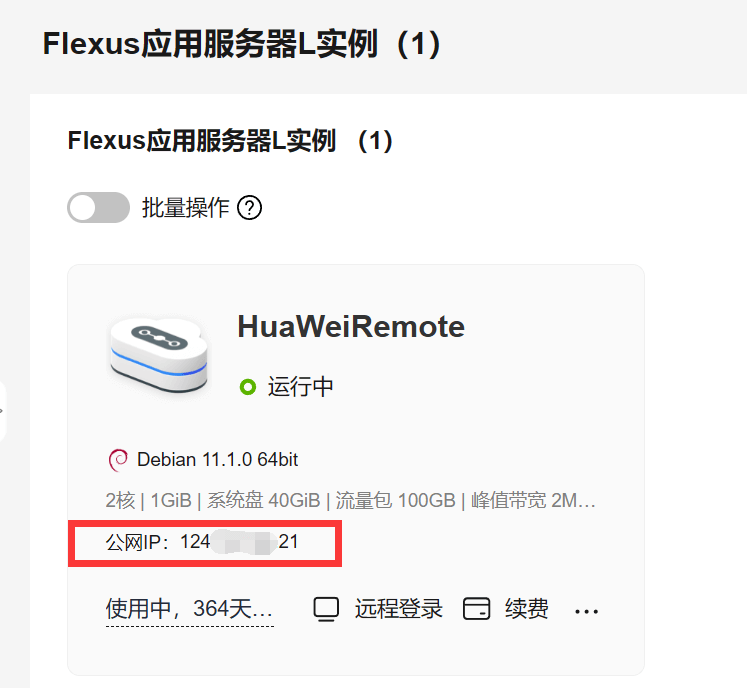 Flexus应用服务器L实例（1）
Flexus应用服务器L实例 （1）
批量操作 ?
HuaWeiRemote
运行中
Debian 11.1.0 64bit
2核 | 1GiB | 系统盘 40GiB | 流量包 100GB | 峰值带宽 2M...
公网IP：124 21
使用中，364天... 远程登录 续费 ...